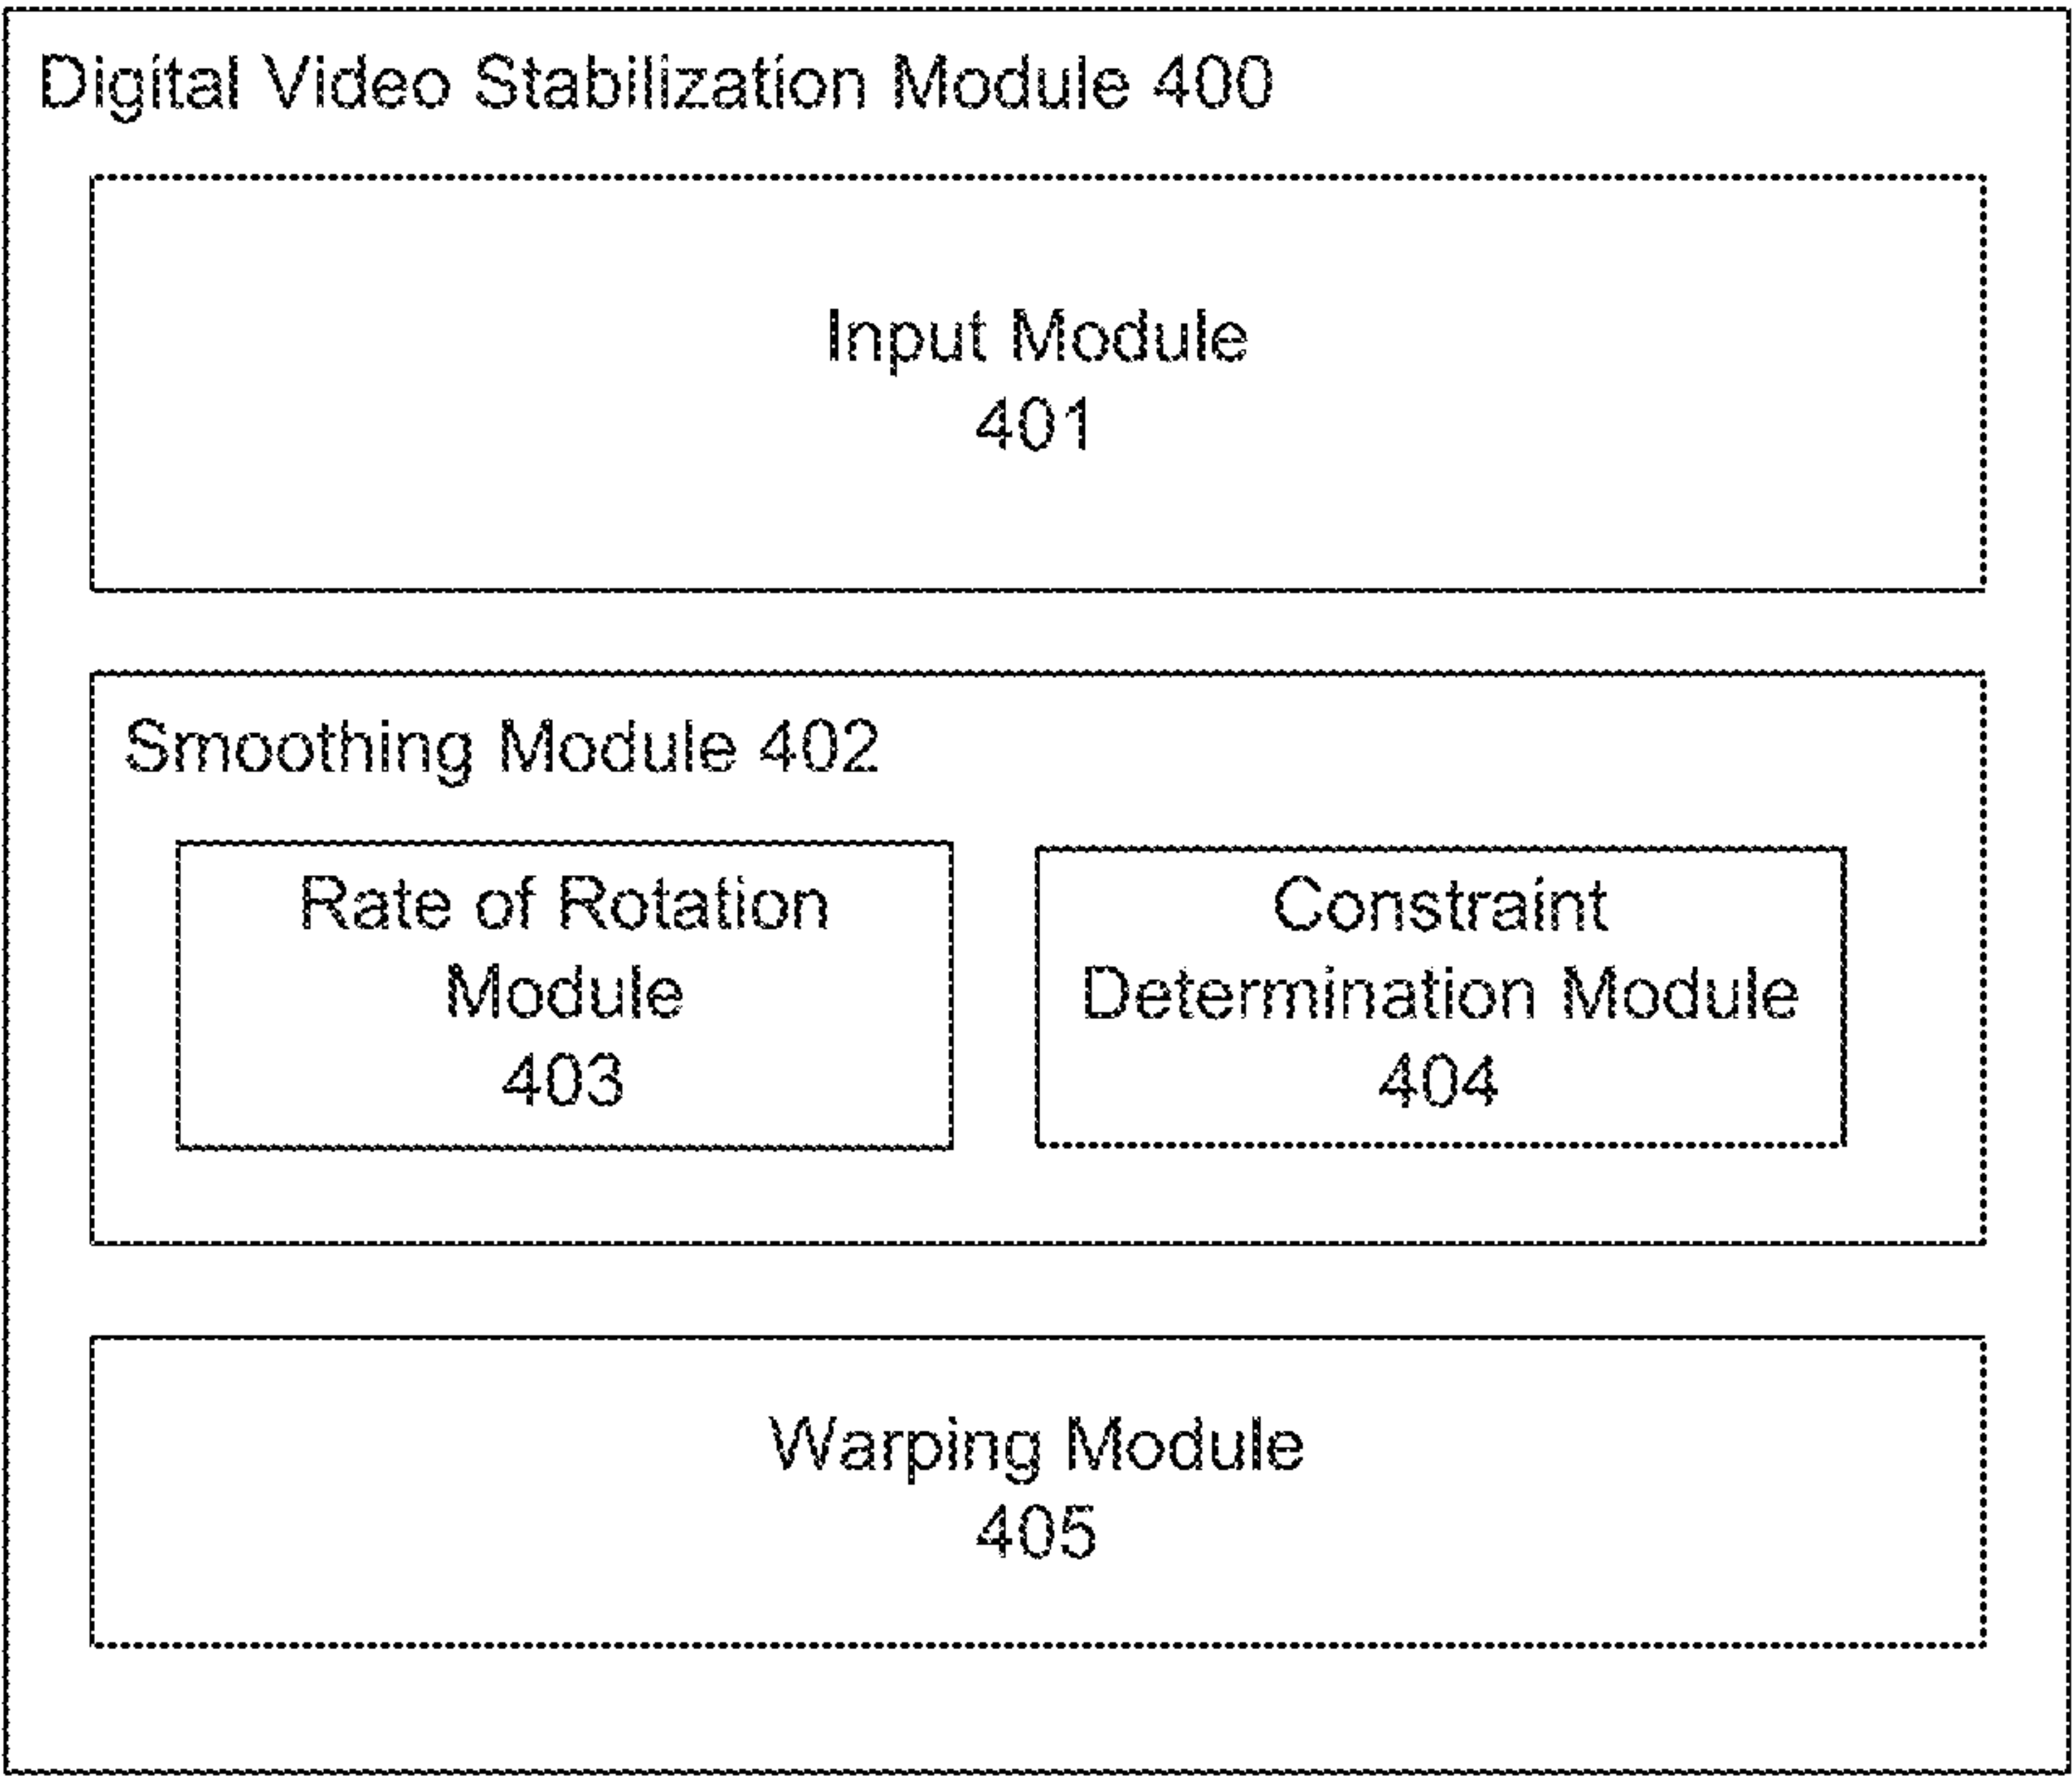 Digital Video Stabilization Module 400
Input Module
401
Smoothing Module 402
Rate of Rotation
Module
403
Constraint
Determination Module
404
Warping Module
405